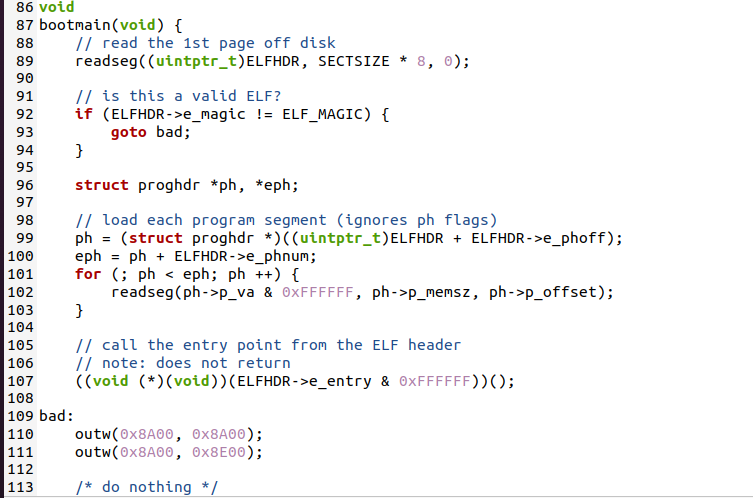 86 void
87 bootmain(void) {
88     // read the 1st page off disk
89     readseg((uintptr_t)ELFHDR, SECTSIZE * 8, 0);
90
91     // is this a valid ELF?
92     if (ELFHDR->e_magic != ELF_MAGIC) {
93         goto bad;
94     }
95
96     struct proghdr *ph, *eph;
97
98     // load each program segment (ignores ph flags)
99     ph = (struct proghdr *)((uintptr_t)ELFHDR + ELFHDR->e_phoff);
100     eph = ph + ELFHDR->e_phnum;
101     for (; ph < eph; ph ++) {
102         readseg(ph->p_va & 0xFFFFFF, ph->p_memsz, ph->p_offset);
103     }
104
105     // call the entry point from the ELF header
106     // note: does not return
107     ((void (*)(void))(ELFHDR->e_entry & 0xFFFFFF))();
108
109 bad:
110     outw(0x8A00, 0x8A00);
111     outw(0x8A00, 0x8E00);
112
113     /* do nothing */